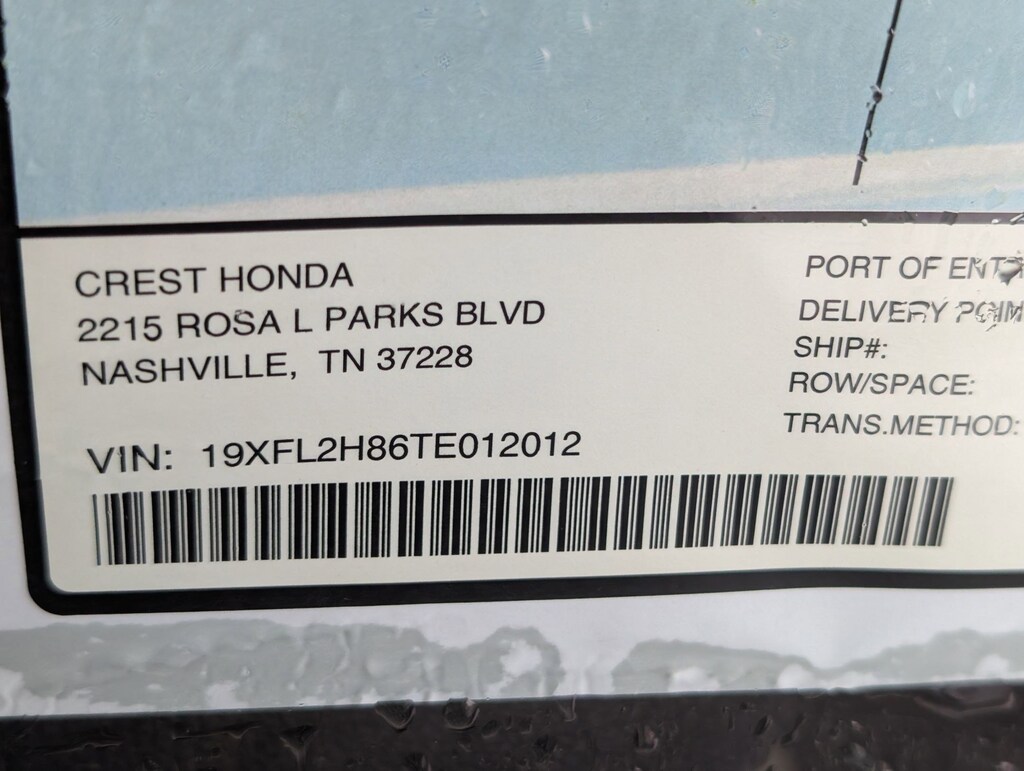 CREST HONDA
2215 ROSA L PARKS BLVD
NASHVILLE, TN 37228
VIN: 19XFL2H86TE012012
PORT OF
DELIVERY
SHIP#:
ROW/SPACE:
TRANS.METHOD: